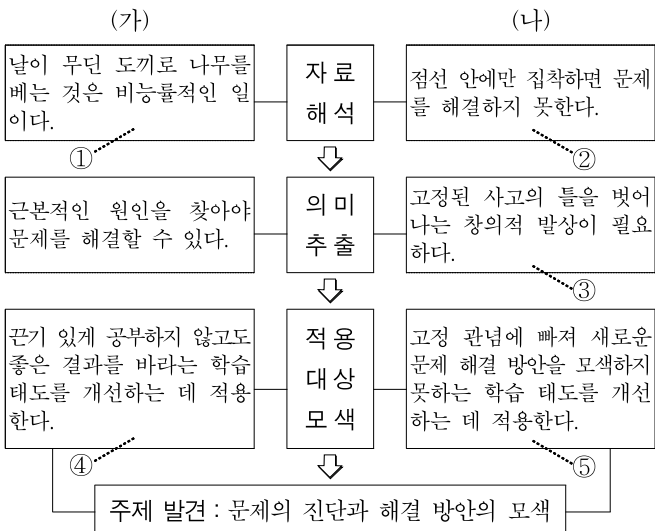 (가)
(나)
날이 무딘 도끼로 나무를
베는 것은 비능률적인 일
이다.
①
자 료
해 석
점선 안에만 집착하면 문제
를 해결하지 못한다.
②
근본적인 원인을 찾아야
문제를 해결할 수 있다.
의 미
추 출
고정된 사고의 틀을 벗어
나는 창의적 발상이 필요
하다.
③
끈기 있게 공부하지 않고도
좋은 결과를 바라는 학습
태도를 개선하는 데 적용
한다.
④
적 용
대 상
모 색
고정 관념에 빠져 새로운
문제 해결 방안을 모색하지
못하는 학습 태도를 개선
하는 데 적용한다.
⑤
주제 발견 : 문제의 진단과 해결 방안의 모색